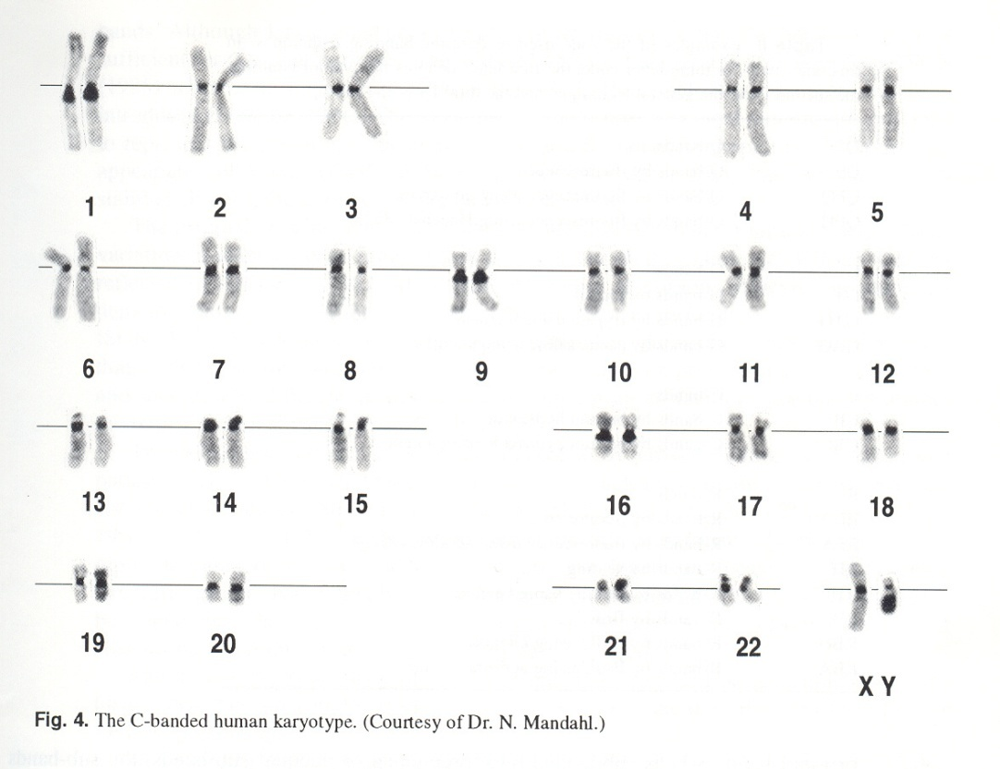 1 2 3 4 5
6 7 8 9 10 11 12
13 14 15 16 17 18
19 20 21 22
X Y
Fig. 4. The C-banded human karyotype. (Courtesy of Dr. N. Mandahl.)